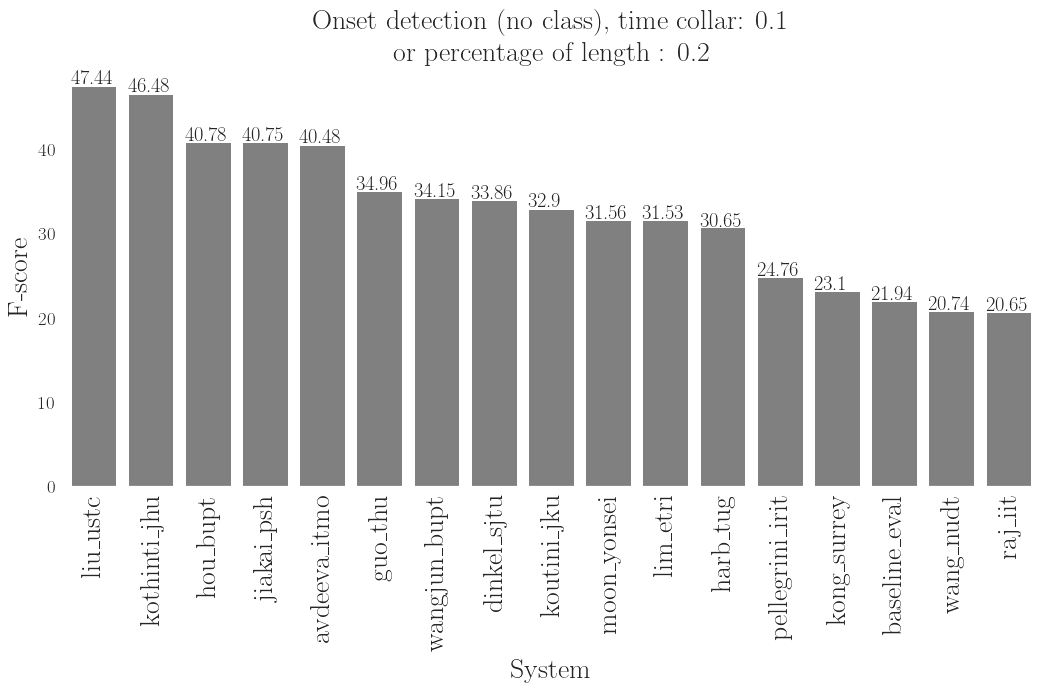 Onset detection (no class), time collar: 0.1
or percentage of length : 0.2
F-score
40
30
20
10
0
47.44
46.48
40.78
40.75
40.48
34.96
34.15
33.86
32.9
31.56
31.53
30.65
24.76
23.1
21.94
20.74
20.65
liu_ustc
kothinti_jhu
hou_bupt
jiakai_psh
avdeeva_itmo
guo_thu
wangjun_bupt
dinkel_sjtu
koutini_jku
moon_yonsei
lim_etri
harb_tug
pellegrini_irit
kong_surrey
baseline_eval
wang_nudt
raj_iit
System